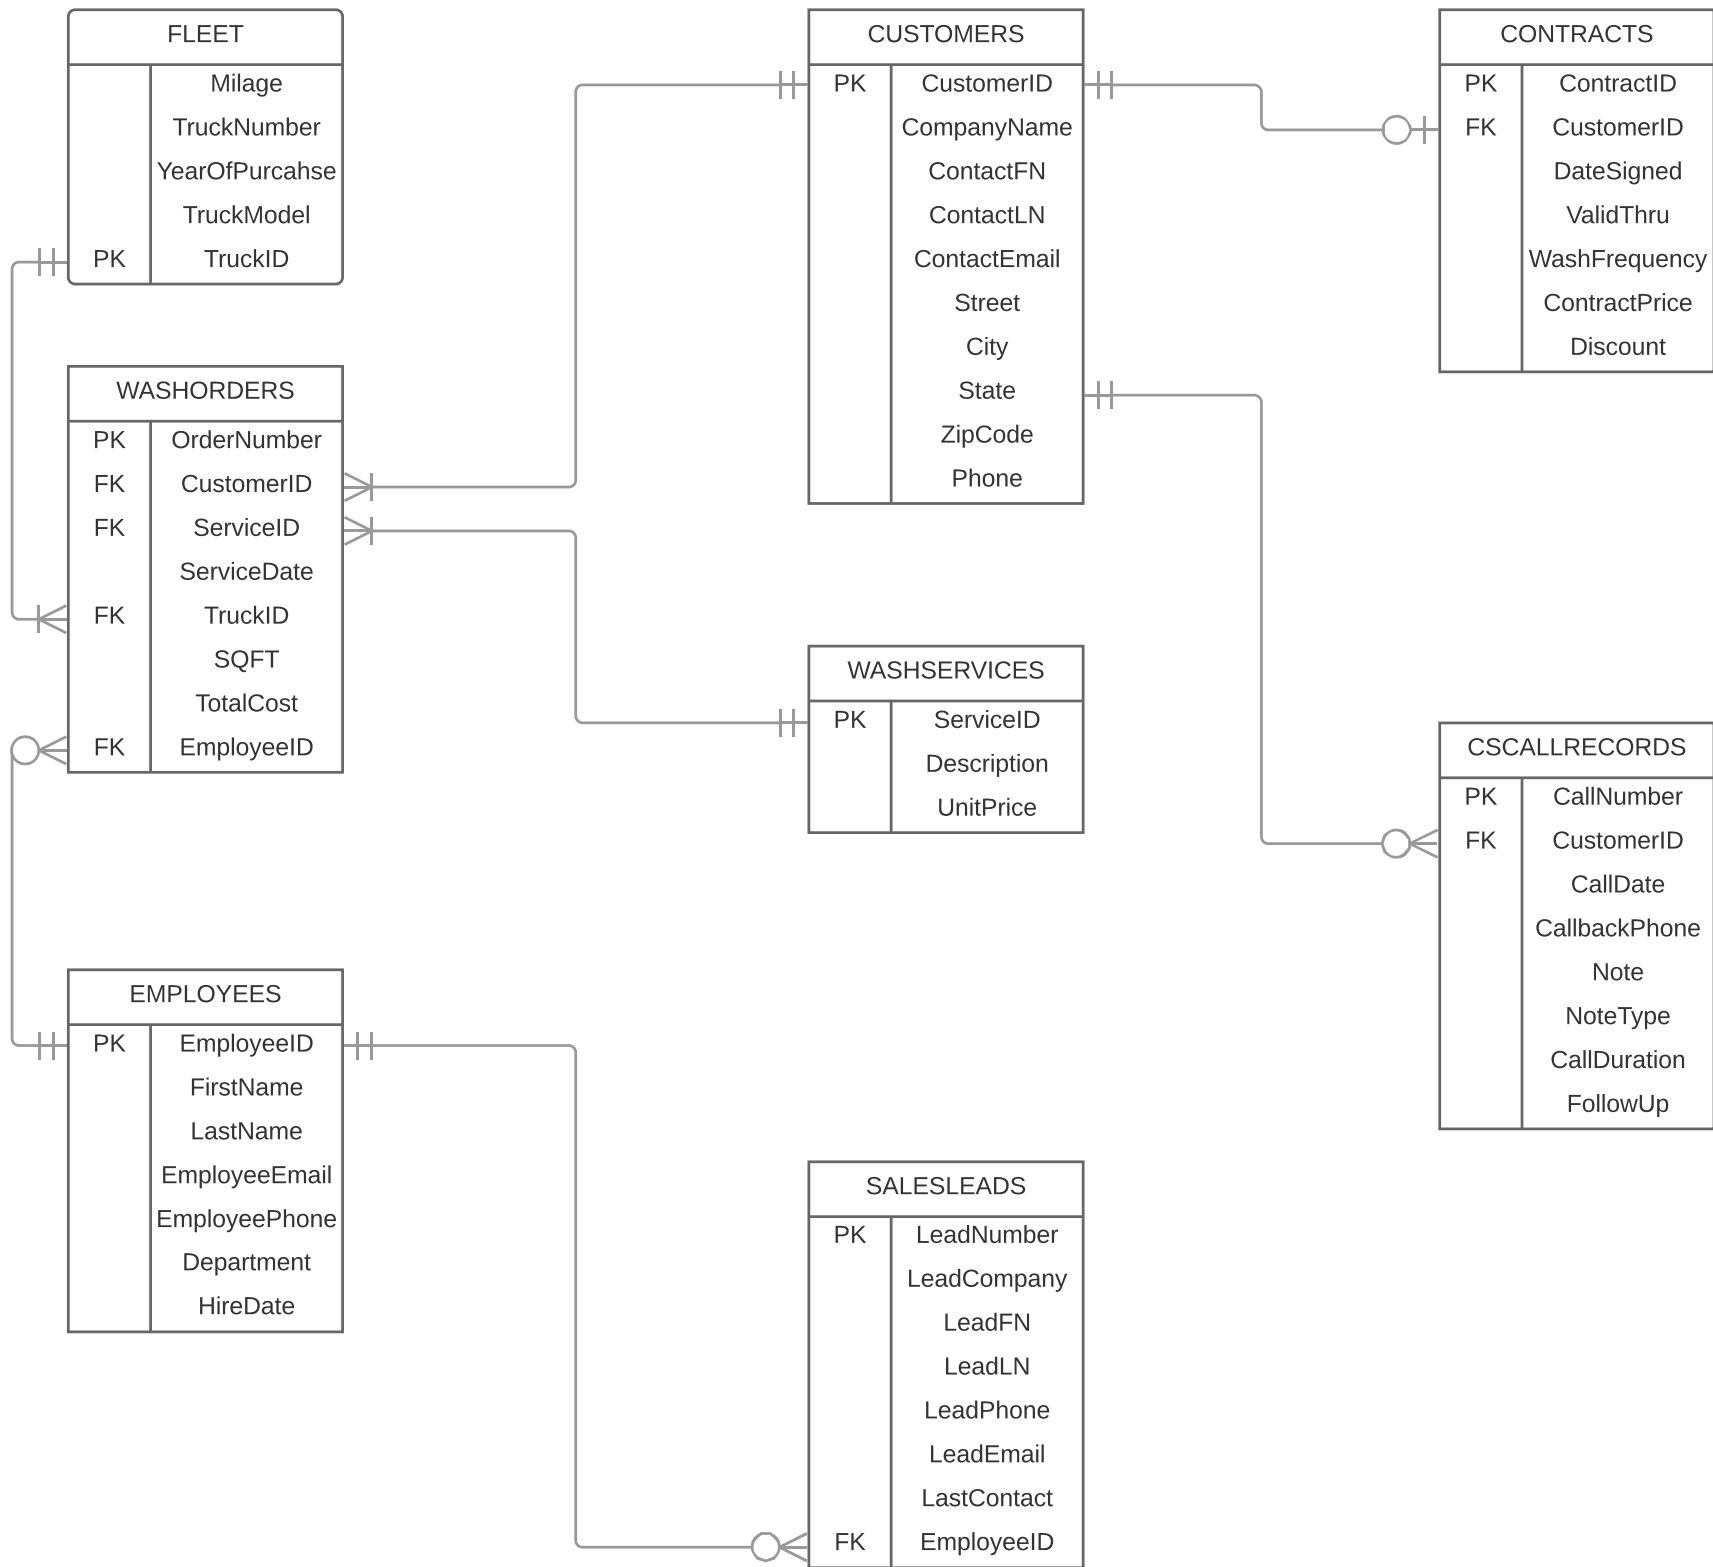 FLEET
Milage
TruckNumber
YearOfPurcahse
TruckModel
PK TruckID
WASHORDERS
PK OrderNumber
FK CustomerID
FK ServiceID
ServiceDate
FK TruckID
SQFT
TotalCost
FK EmployeeID
EMPLOYEES
PK EmployeeID
FirstName
LastName
EmployeeEmail
EmployeePhone
Department
HireDate
CUSTOMERS
PK CustomerID
CompanyName
ContactFN
ContactLN
ContactEmail
Street
City
State
ZipCode
Phone
WASHSERVICES
PK ServiceID
Description
UnitPrice
SALESLEADS
PK LeadNumber
LeadCompany
LeadFN
LeadLN
LeadPhone
LeadEmail
LastContact
FK EmployeeID
CONTRACTS
PK ContractID
FK CustomerID
DateSigned
ValidThru
WashFrequency
ContractPrice
Discount
CSCALLRECORDS
PK CallNumber
FK CustomerID
CallDate
CallbackPhone
Note
NoteType
CallDuration
FollowUp